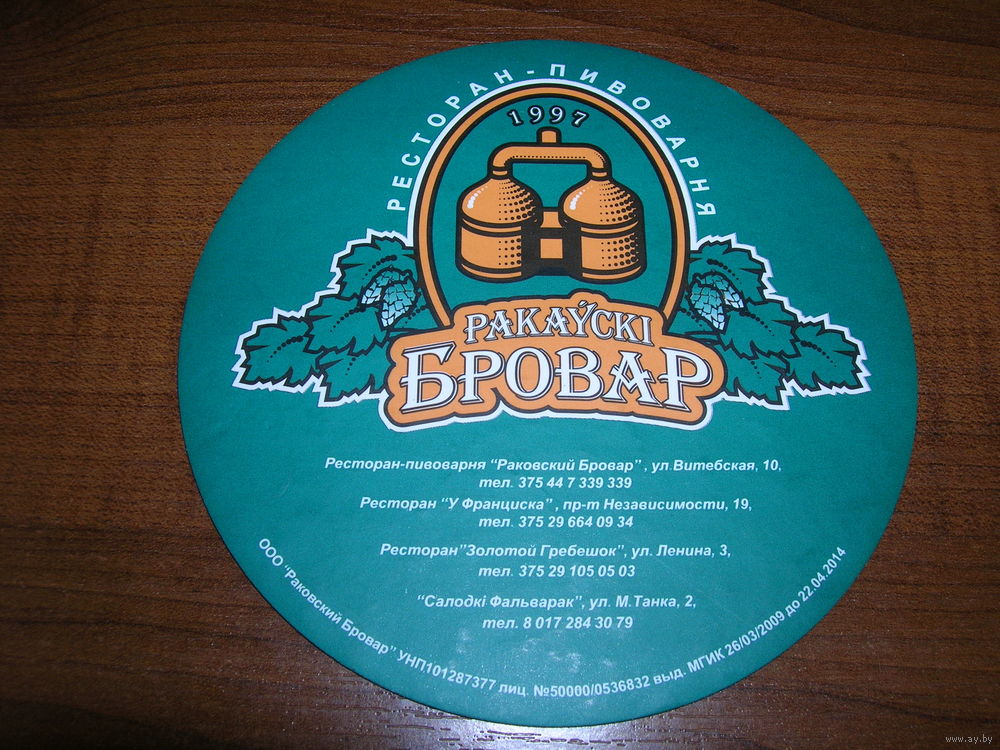 РЕСТОРАН-ПИВОВАРНЯ
1997
РАКАЎСКІ
БРОВАР
Ресторан-пивоварня "Раковский Бровар", ул.Витебская, 10,
тел. 375 44 7 339 339
Ресторан "У Франциска", пр-т Независимости, 19,
тел. 375 29 664 09 34
Ресторан"Золотой Гребешок", ул. Ленина, 3,
тел. 375 29 105 05 03
"Салодкі Фальварак", ул. М.Танка, 2,
тел. 8 017 284 30 79
ООО "Раковский Бровар" УНП101287377 лиц. №50000/0536832 выд. МГИК 26/03/2009 до 22.04.2014
www.ay.by